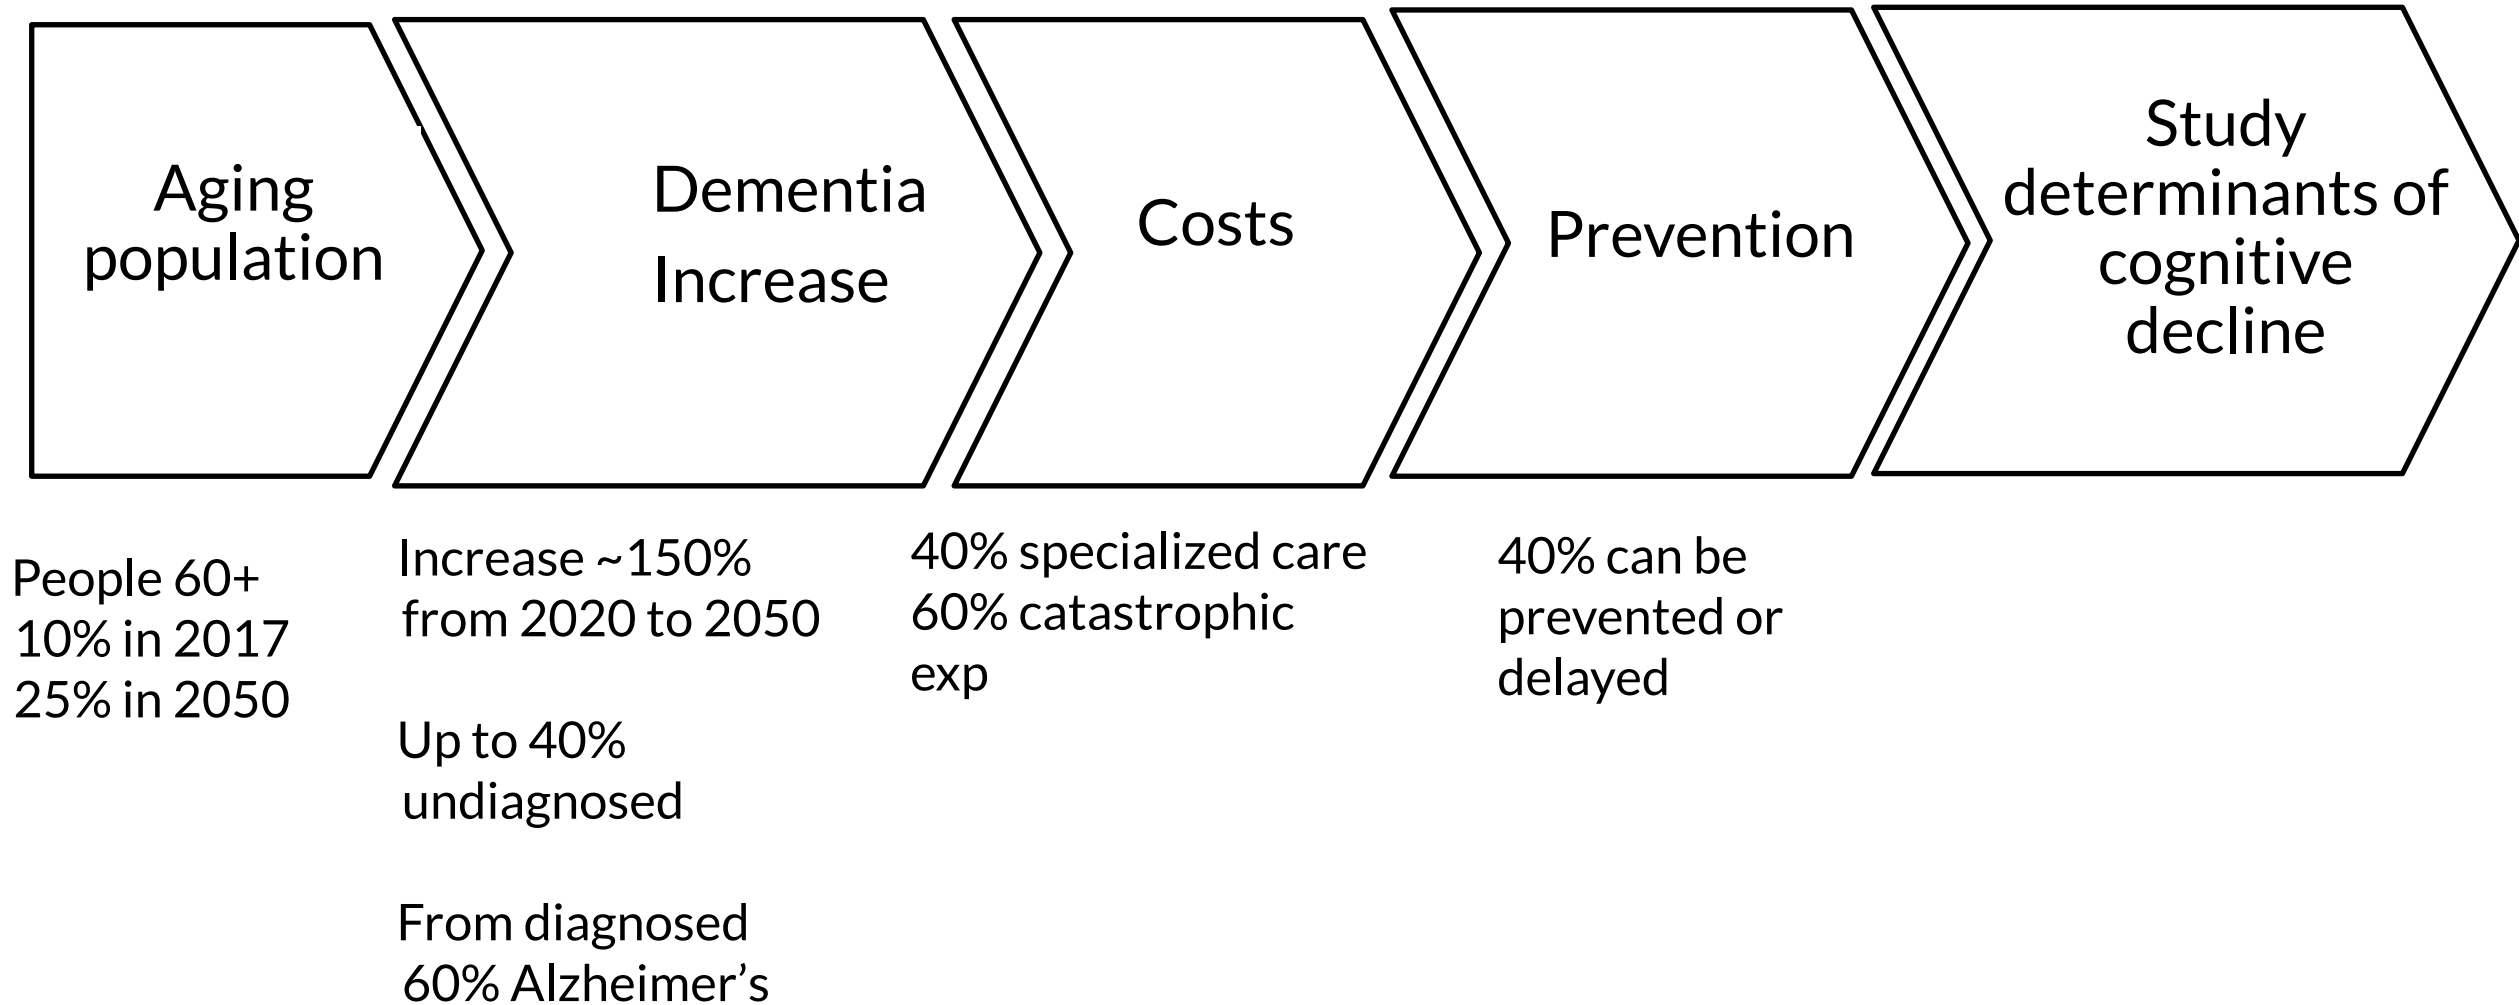 Aging
population
Dementia
Increase
Costs
Prevention
Study
determinants of
cognitive
decline
People 60+
10% in 2017
25% in 2050
Increase ~150%
from 2020 to 2050
Up to 40%
undiagnosed
From diagnosed
60% Alzheimer's
40% specialized care
60% catastrophic
exp
40% can be
prevented or
delayed